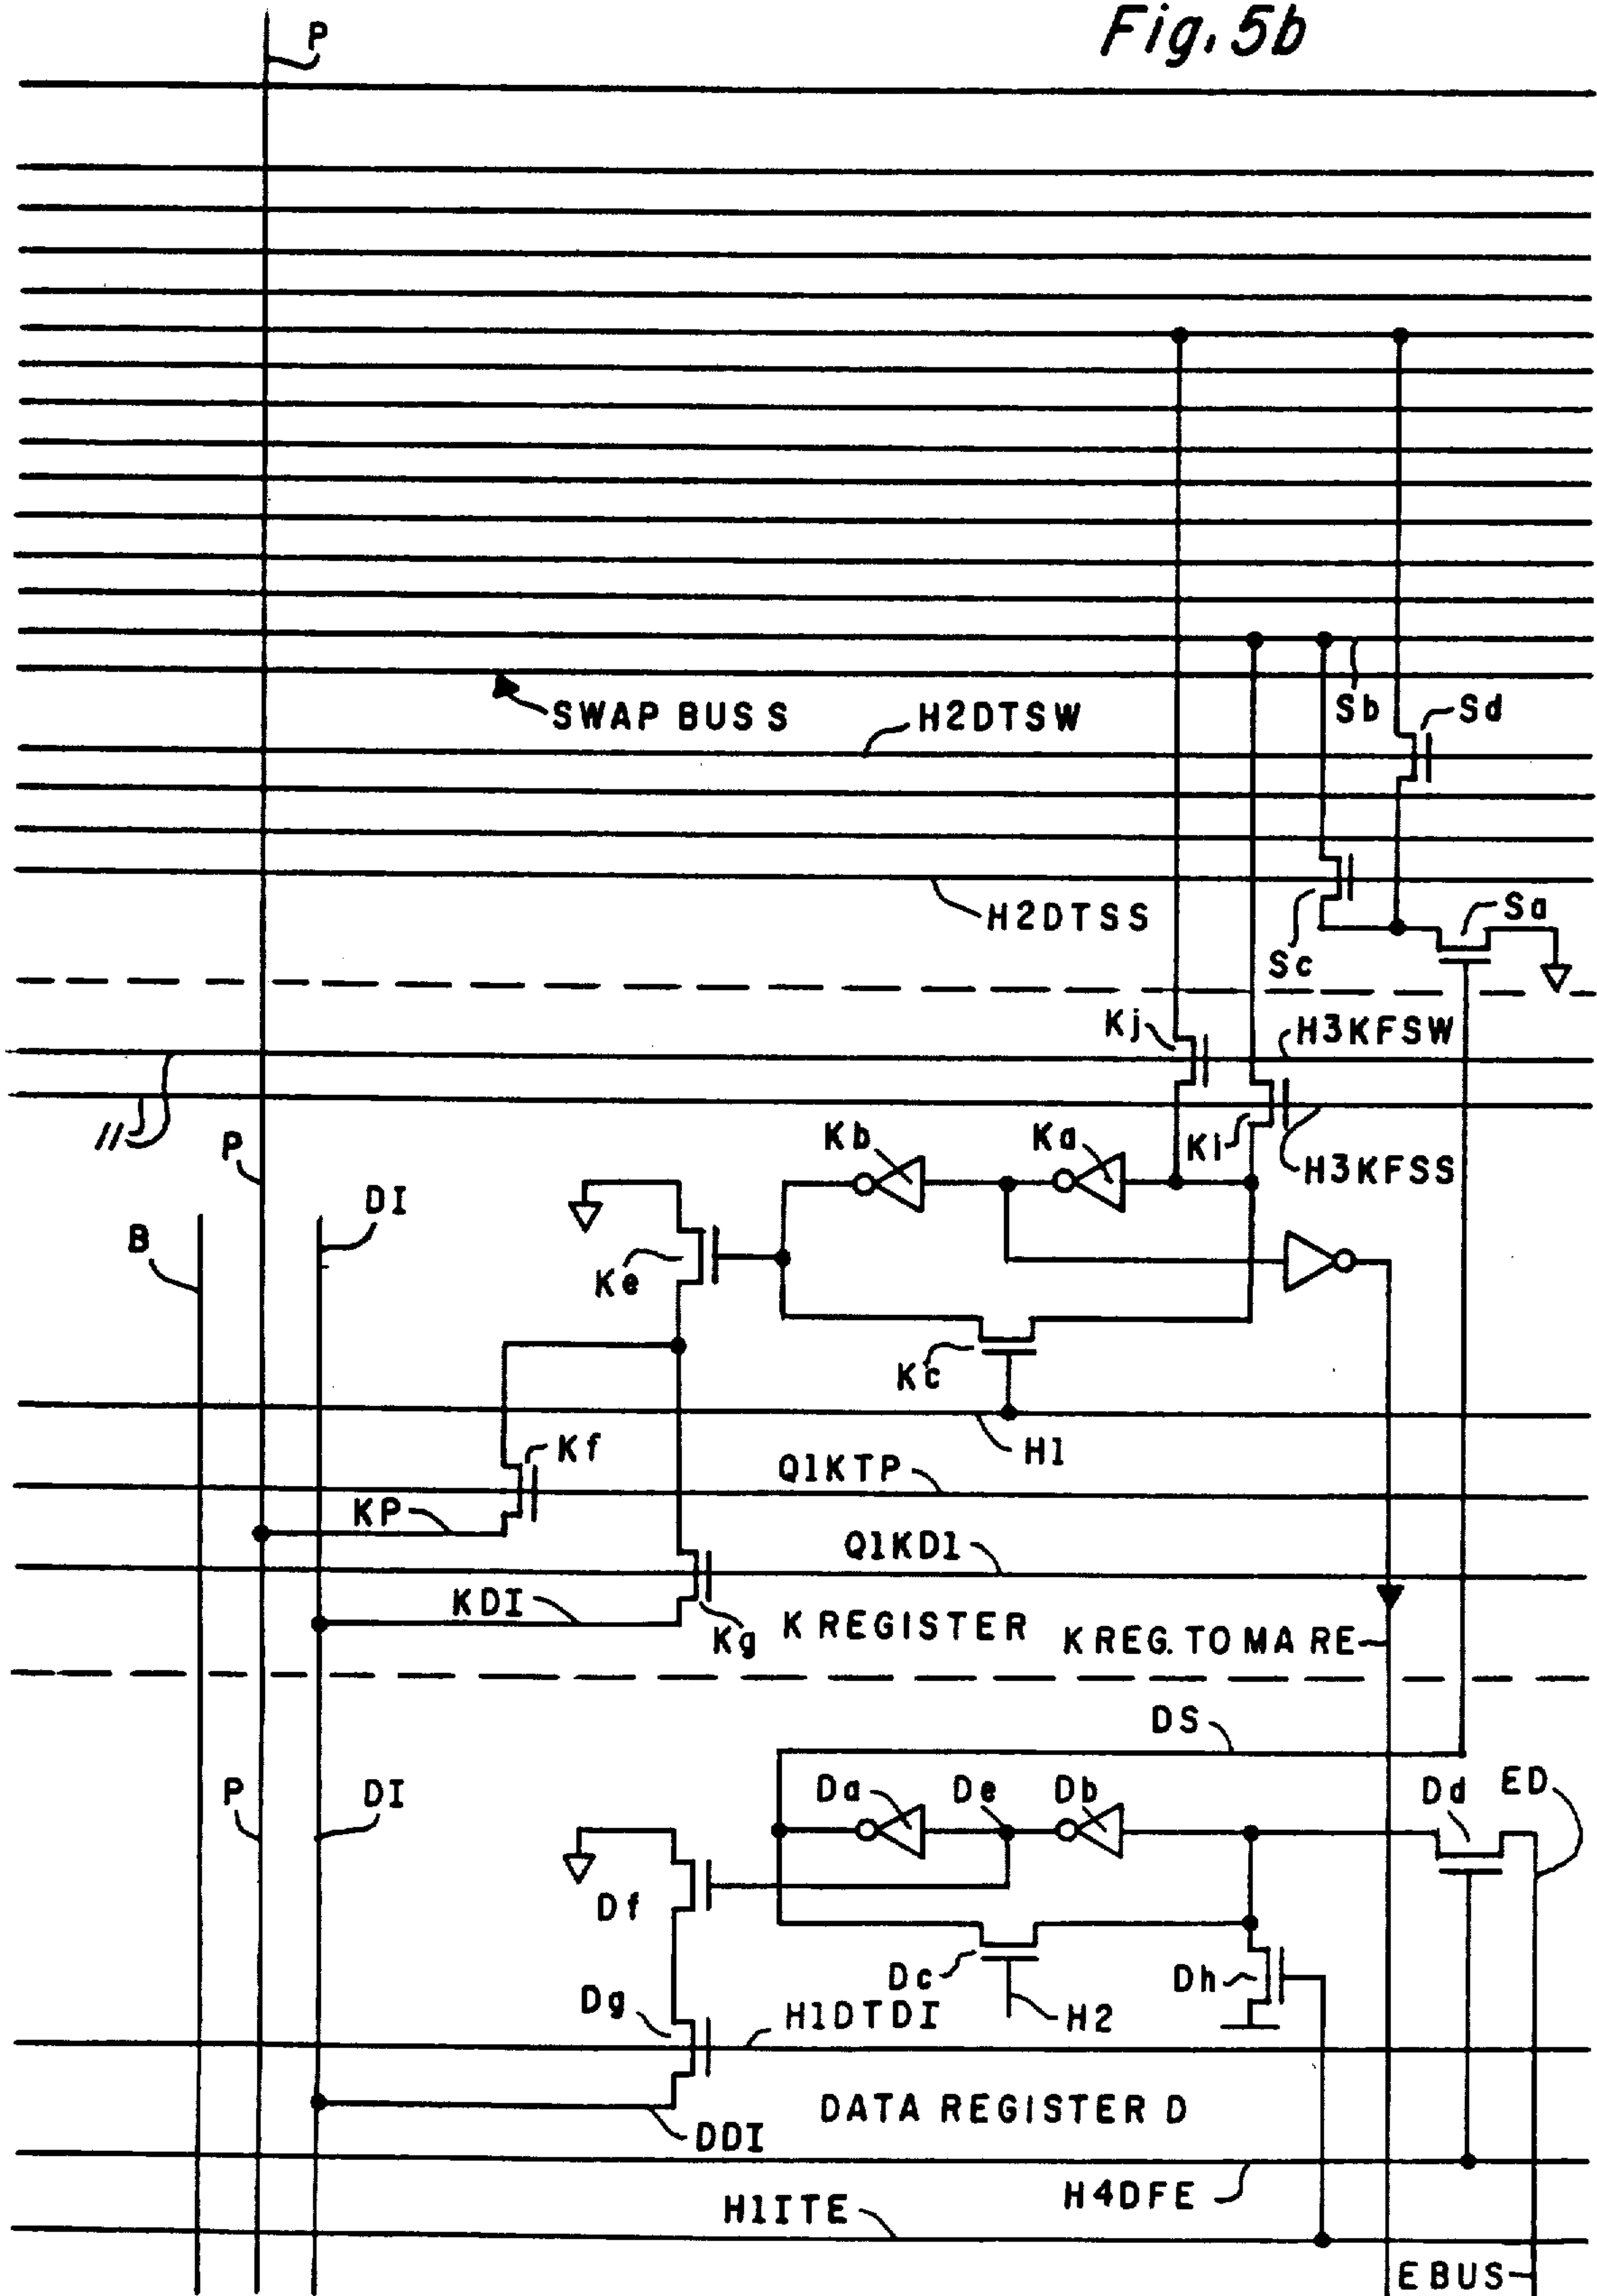 Fig. 5b
P
SWAP BUSS
H2DTSW
Sb
Sd
H2DTSS
Sc
Sa
Kj
H3KFSW
11
P
Kb
Ka
Ki
H3KFSS
B
DI
Ke
Kc
H1
Kf
Q1KTP
KP
Q1KD1
KDI
Kg
K REGISTER
K REG. TO MA RE
DS
P
DI
Da
De
Db
Dd
ED
Df
Dc
Dh
Dg
H1DTDI
H2
DATA REGISTER D
DDI
H4DFE
H1ITE
EBUS